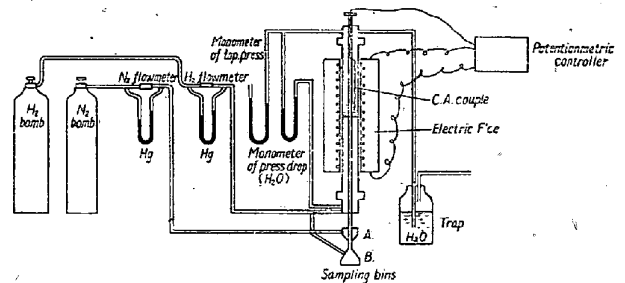 Manometer
of top press
N₂ flowmeter
H₂ flowmeter
Potentionmetric
controller
H₂
bomb
N₂
bomb
C.A. couple
Electric F'ce
Hg
Hg
Manometer
of press drop
(H₂O)
A.
B.
H₂O
Trap
Sampling bins